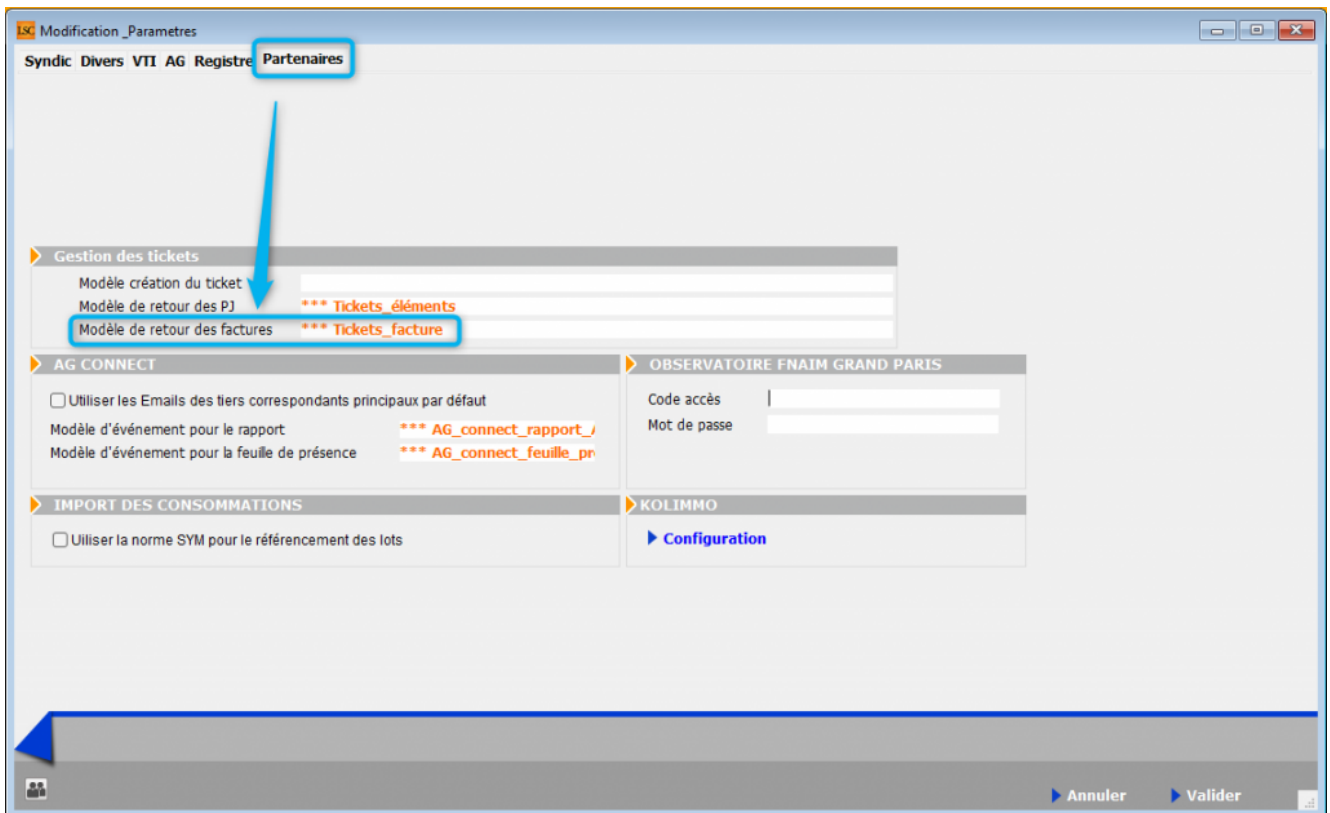 LSC Modification _Parametres
Syndic Divers VTI AG Registre Partenaires
Gestion des tickets
Modèle création du ticket
Modèle de retour des PJ *** Tickets_éléments
Modèle de retour des factures *** Tickets_facture
AG CONNECT
Utiliser les Emails des tiers correspondants principaux par défaut
Modèle d'événement pour le rapport *** AG_connect_rapport_
Modèle d'événement pour la feuille de présence *** AG_connect_feuille_pr
OBSERVATOIRE FNAIM GRAND PARIS
Code accès
Mot de passe
IMPORT DES CONSOMMATIONS
Uiliser la norme SYM pour le référencement des lots
KOLIMMO
Configuration
Annuler Valider